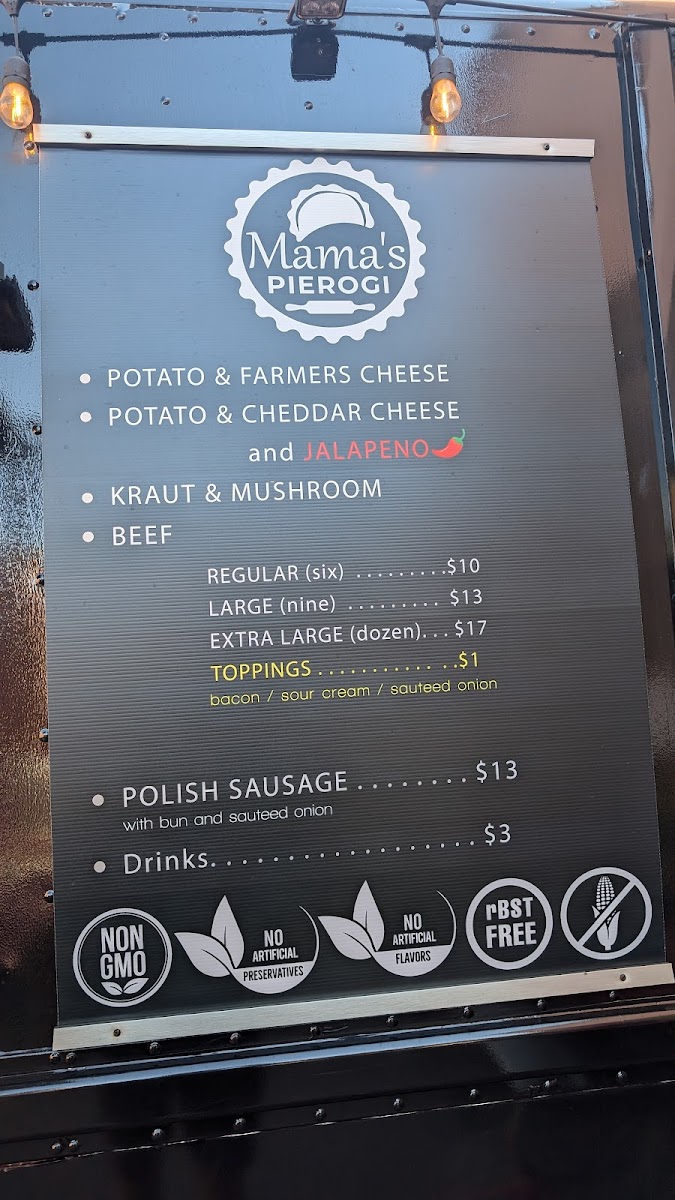 Mama's
PIEROGI
• POTATO & FARMERS CHEESE
• POTATO & CHEDDAR CHEESE
and JALAPENO
• KRAUT & MUSHROOM
• BEEF
REGULAR (six) .........$10
LARGE (nine) ......... $13
EXTRA LARGE (dozen)... $17
TOPPINGS ............ ..$1
bacon / sour cream / sauteed onion
• POLISH SAUSAGE ........ $13
with bun and sauteed onion
• Drinks.................. $3
NON
GMO
NO
ARTIFICIAL
PRESERVATIVES
NO
ARTIFICIAL
FLAVORS
rBST
FREE